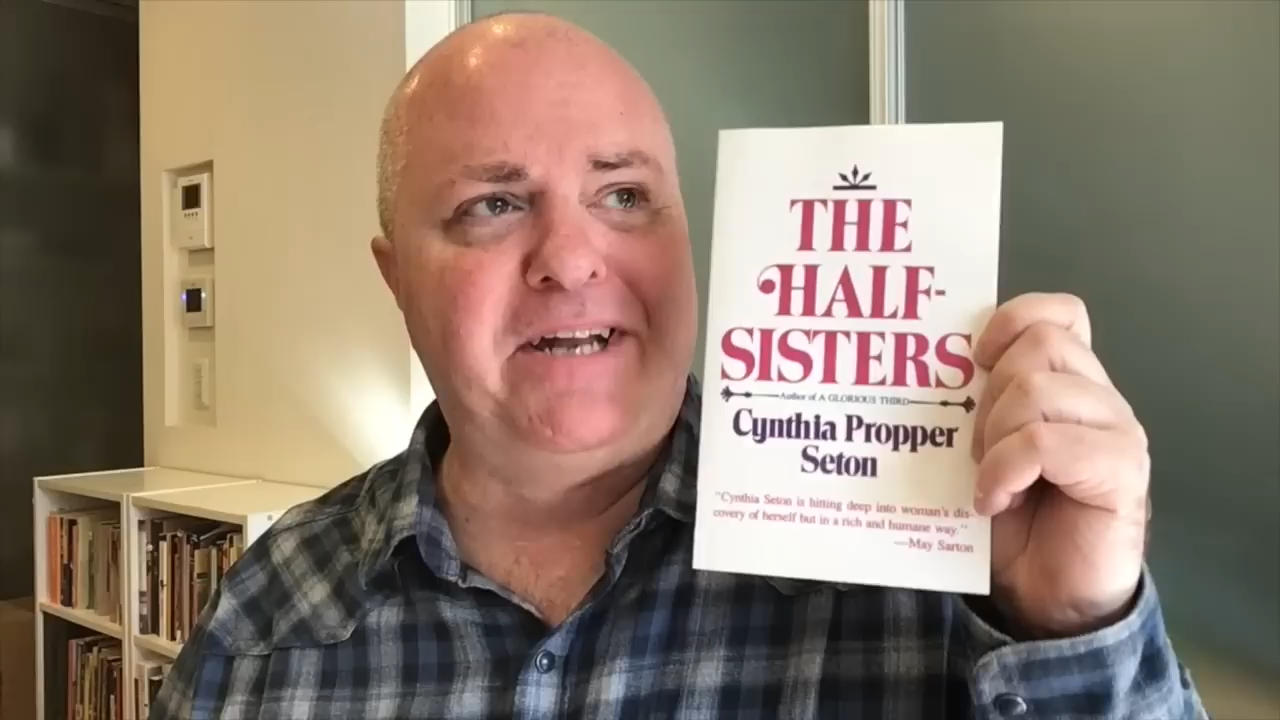 THE
HALF-
SISTERS
Author of A GLORIOUS THIRD
Cynthia Propper
Seton
"Cynthia Seton is hitting deep into woman's dis-
covery of herself but in a rich and humane way."
—May Sarton